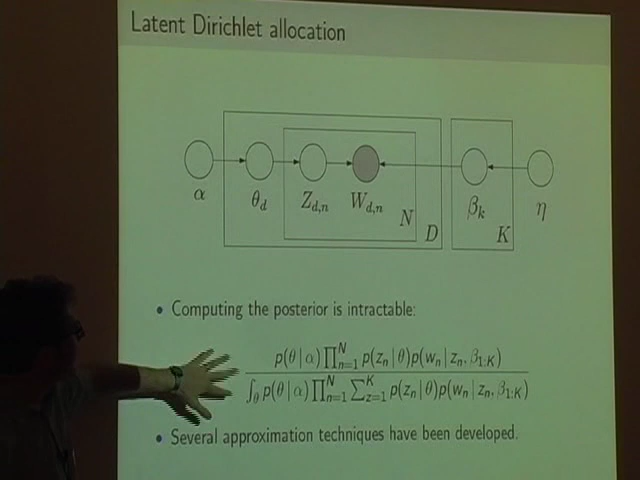 Latent Dirichlet allocation
α θ_d Z_{d,n} W_{d,n} N D β_k K η
• Computing the posterior is intractable:
p(θ | α) ∏_{n=1}^{N} p(z_n | θ)p(w_n | z_n, β_{1:K})
∫_θ p(θ | α) ∏_{n=1}^{N} ∑_{z=1}^{K} p(z_n | θ)p(w_n | z_n, β_{1:K})
• Several approximation techniques have been developed.